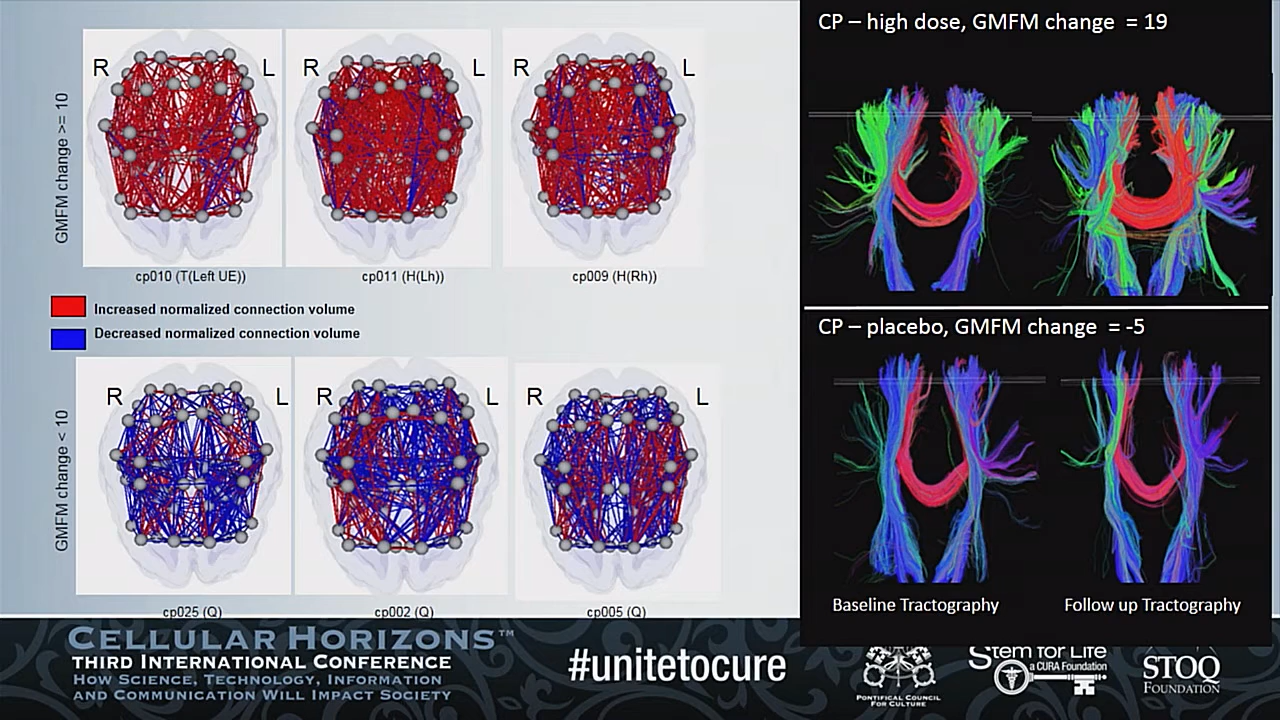 CP – high dose, GMFM change = 19
GMFM change >= 10
R L
R L
R L
cp010 (T(Left UE))
cp011 (H(Lh))
cp009 (H(Rh))
Increased normalized connection volume
Decreased normalized connection volume
CP – placebo, GMFM change = -5
GMFM change < 10
R L
R L
R L
cp025 (Q)
cp002 (Q)
cp005 (Q)
Baseline Tractography
Follow up Tractography
CELLULAR HORIZONS™
THIRD INTERNATIONAL CONFERENCE
HOW SCIENCE, TECHNOLOGY, INFORMATION
AND COMMUNICATION WILL IMPACT SOCIETY
#unitetocure
PONTIFICAL COUNCIL
FOR CULTURE
Stem for Life
a CURA Foundation
STOQ
FOUNDATION